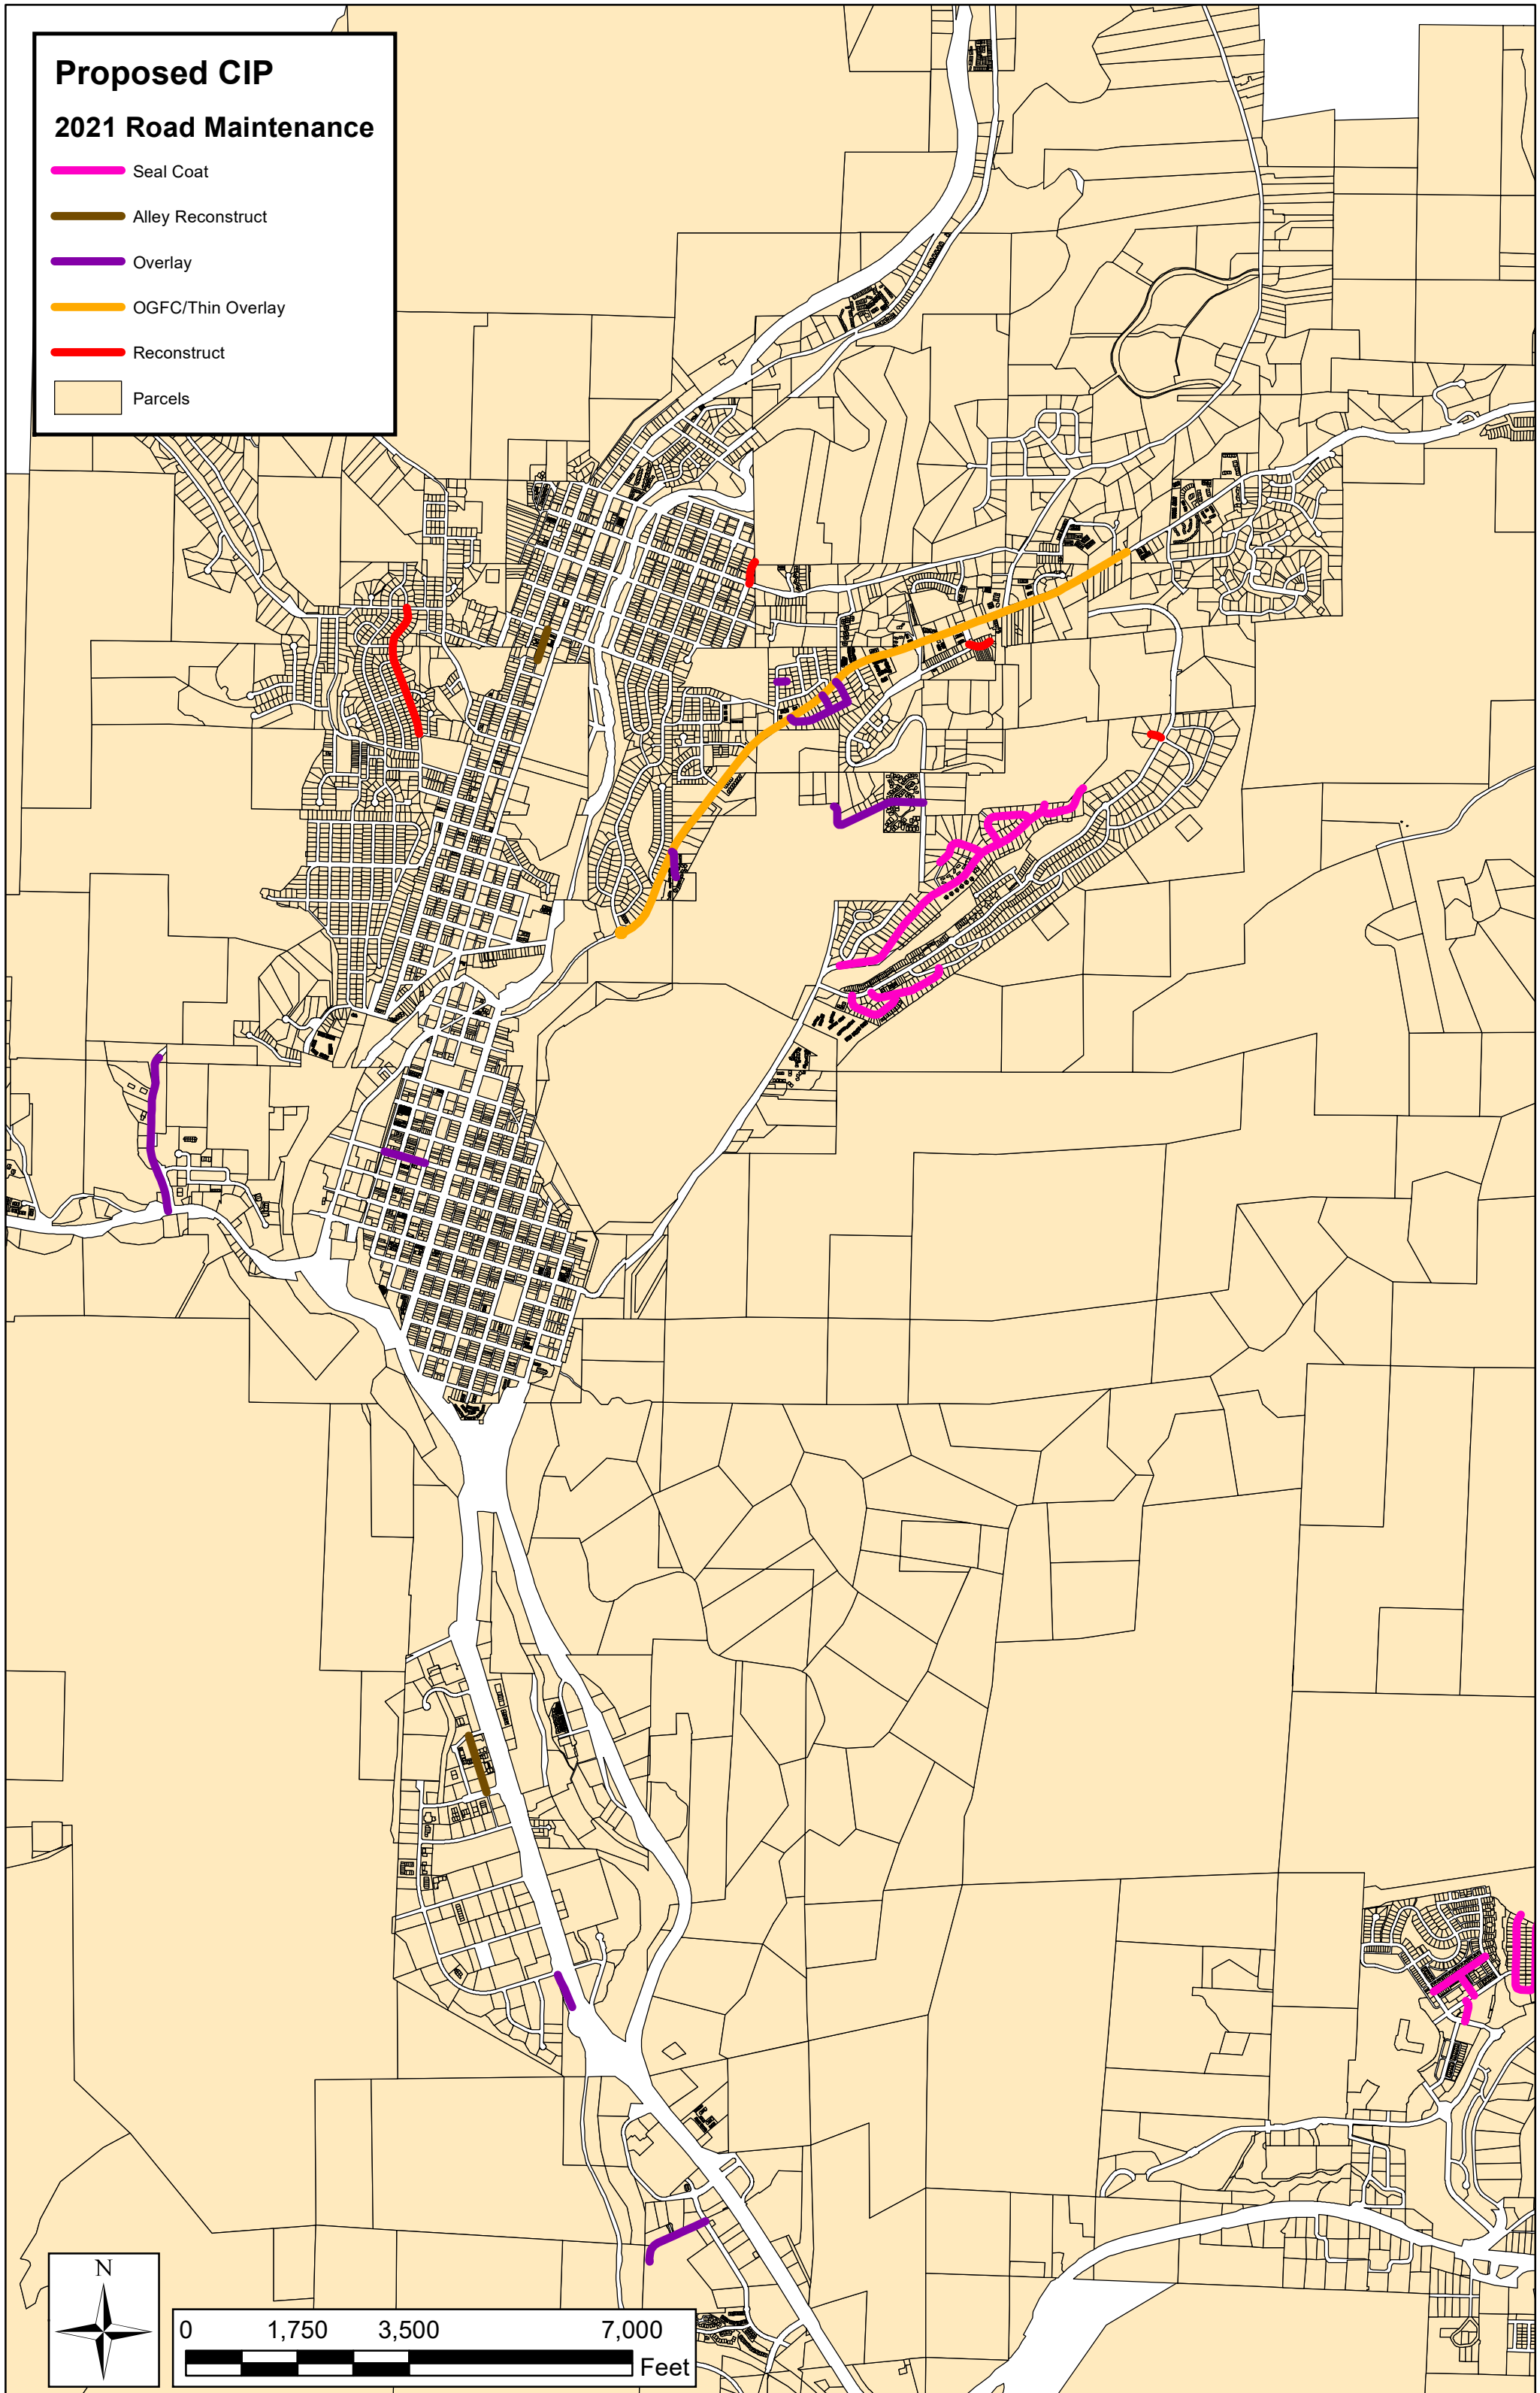 Proposed CIP
2021 Road Maintenance
Seal Coat
Alley Reconstruct
Overlay
OGFC/Thin Overlay
Reconstruct
Parcels
N
0 1,750 3,500 7,000
Feet